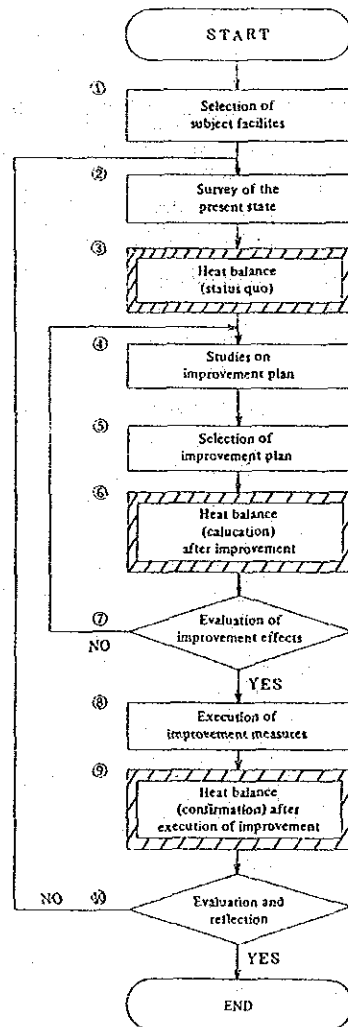 START
①
Selection of
subject facilites
②
Survey of the
present state
③
Heat balance
(status quo)
④
Studies on
improvement plan
⑤
Selection of
improvement plan
⑥
Heat balance
(calucation)
after improvement
⑦
Evaluation of
improvement effects
NO
YES
⑧
Execution of
improvement measures
⑨
Heat balance
(confirmation) after
execution of improvement
NO ⑩
Evaluation and
reflection
YES
END